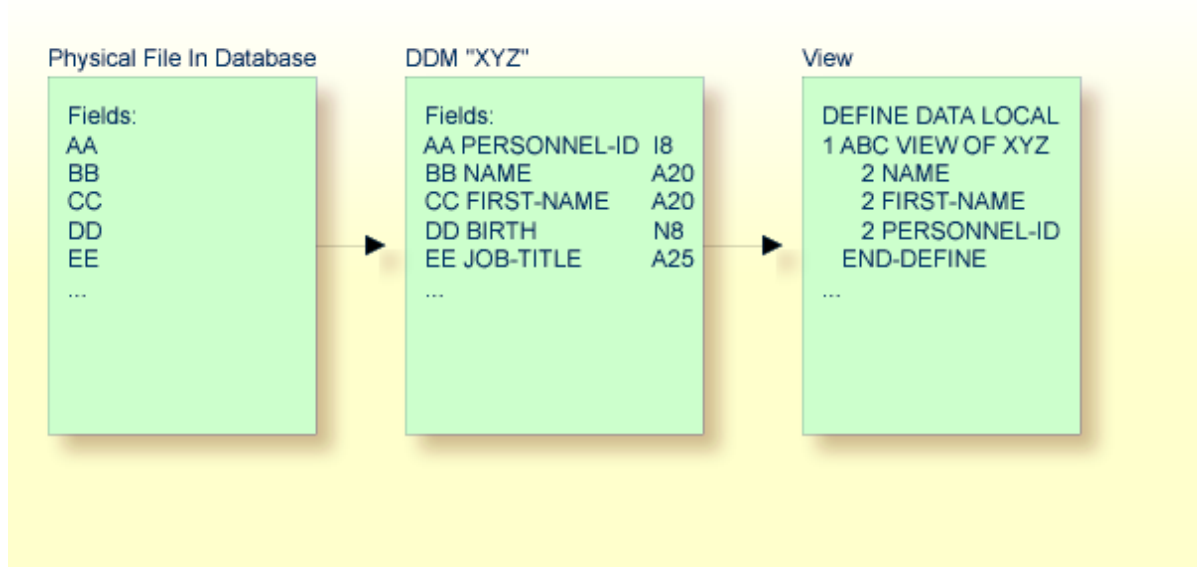 Physical File In Database
Fields:
AA
BB
CC
DD
EE
...
DDM "XYZ"
Fields:
AA PERSONNEL-ID I8
BB NAME A20
CC FIRST-NAME A20
DD BIRTH N8
EE JOB-TITLE A25
...
View
DEFINE DATA LOCAL
1 ABC VIEW OF XYZ
2 NAME
2 FIRST-NAME
2 PERSONNEL-ID
END-DEFINE
...